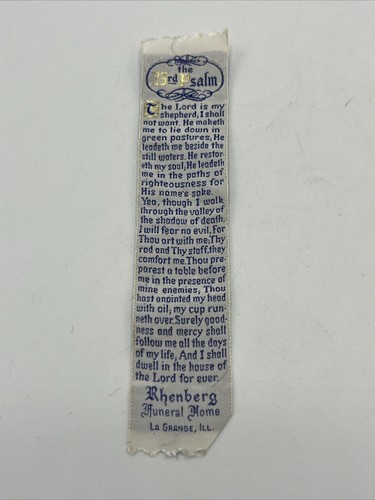 the
23rd Psalm
The Lord is my
shepherd, I shall
not want. He maketh
me to lie down in
green pastures, He
leadeth me beside the
still waters. He restor-
eth my soul, He leadeth
me in the paths of
righteousness for
His name's sake.
Yea, though I walk
through the valley of
the shadow of death,
I will fear no evil, For
Thou art with me; Thy
rod and Thy staff, they
comfort me. Thou pre-
parest a table before
me in the presence of
mine enemies, Thou
hast anointed my head
with oil, my cup run-
neth over. Surely good-
ness and mercy shall
follow me all the days
of my life, And I shall
dwell in the house of
the Lord for ever.
Rhenberg
Funeral Home
LA GRANGE, ILL.